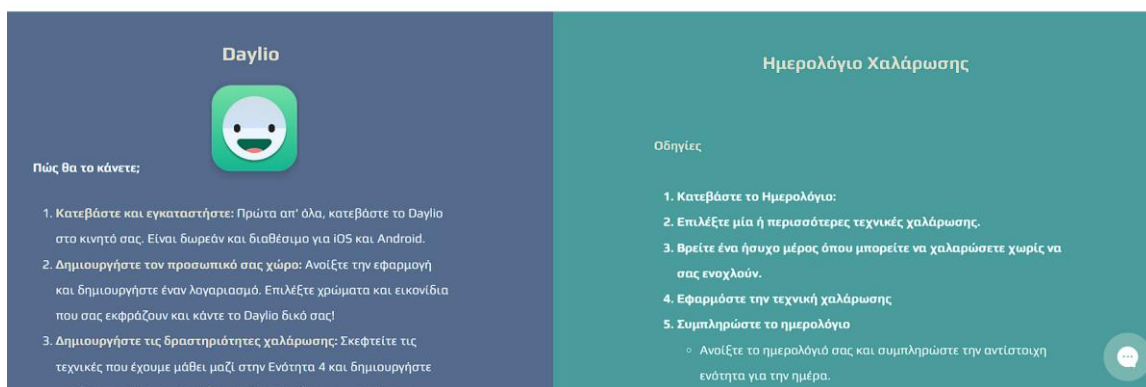 Daylio
Πώς θα το κάνετε;
1. Κατεβάστε και εγκαταστήστε: Πρώτα απ' όλα, κατεβάστε το Daylio
στο κινητό σας. Είναι δωρεάν και διαθέσιμο για iOS και Android.
2. Δημιουργήστε τον προσωπικό σας χώρο: Ανοίξτε την εφαρμογή
και δημιουργήστε έναν λογαριασμό. Επιλέξτε χρώματα και εικονίδια
που σας εκφράζουν και κάντε το Daylio δικό σας!
3. Δημιουργήστε τις δραστηριότητες χαλάρωσης: Σκεφτείτε τις
τεχνικές που έχουμε μάθει μαζί στην Ενότητα 4 και δημιουργήστε
Ημερολόγιο Χαλάρωσης
Οδηγίες
1. Κατεβάστε το Ημερολόγιο:
2. Επιλέξτε μία ή περισσότερες τεχνικές χαλάρωσης.
3. Βρείτε ένα ήσυχο μέρος όπου μπορείτε να χαλαρώσετε χωρίς να
σας ενοχλούν.
4. Εφαρμόστε την τεχνική χαλάρωσης
5. Συμπληρώστε το ημερολόγιο
Ανοίξτε το ημερολόγιό σας και συμπληρώστε την αντίστοιχη
ενότητα για την ημέρα.